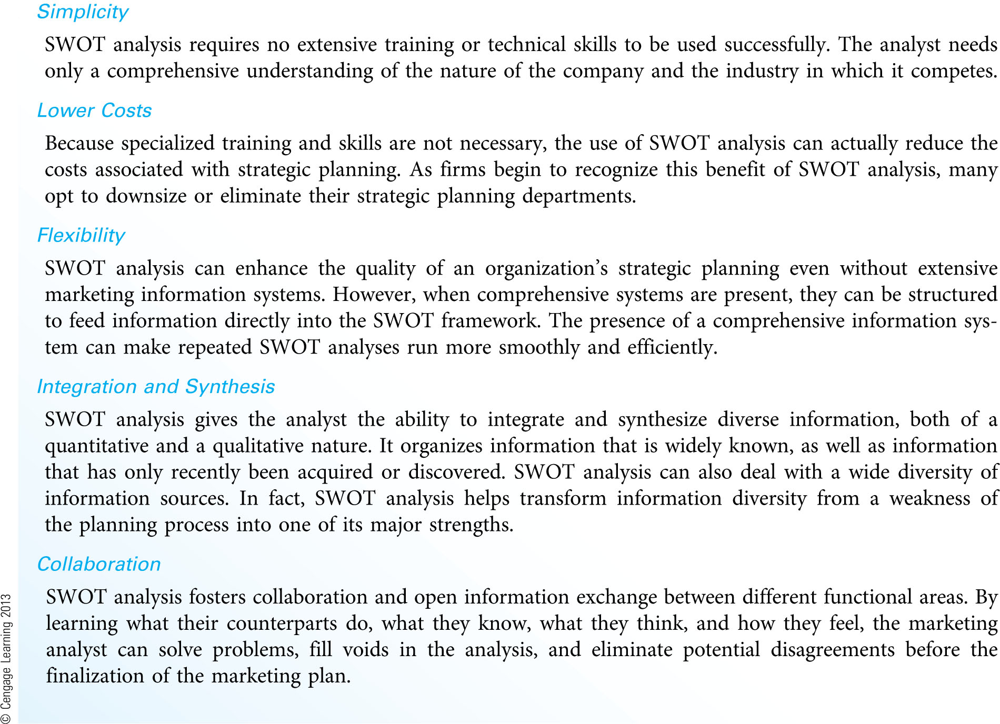 Simplicity
SWOT analysis requires no extensive training or technical skills to be used successfully. The analyst needs
only a comprehensive understanding of the nature of the company and the industry in which it competes.
Lower Costs
Because specialized training and skills are not necessary, the use of SWOT analysis can actually reduce the
costs associated with strategic planning. As firms begin to recognize this benefit of SWOT analysis, many
opt to downsize or eliminate their strategic planning departments.
Flexibility
SWOT analysis can enhance the quality of an organization’s strategic planning even without extensive
marketing information systems. However, when comprehensive systems are present, they can be structured
to feed information directly into the SWOT framework. The presence of a comprehensive information sys-
tem can make repeated SWOT analyses run more smoothly and efficiently.
Integration and Synthesis
SWOT analysis gives the analyst the ability to integrate and synthesize diverse information, both of a
quantitative and a qualitative nature. It organizes information that is widely known, as well as information
that has only recently been acquired or discovered. SWOT analysis can also deal with a wide diversity of
information sources. In fact, SWOT analysis helps transform information diversity from a weakness of
the planning process into one of its major strengths.
Collaboration
SWOT analysis fosters collaboration and open information exchange between different functional areas. By
learning what their counterparts do, what they know, what they think, and how they feel, the marketing
analyst can solve problems, fill voids in the analysis, and eliminate potential disagreements before the
finalization of the marketing plan.
© Cengage Learning 2013